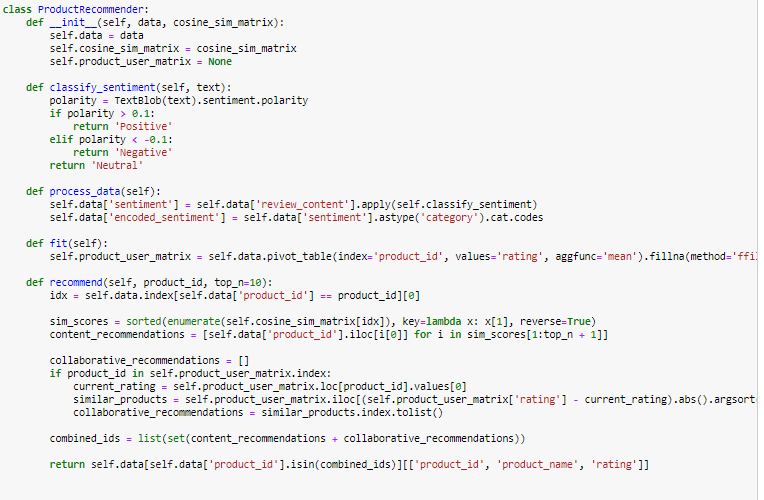 class ProductRecommender:
    def __init__(self, data, cosine_sim_matrix):
        self.data = data
        self.cosine_sim_matrix = cosine_sim_matrix
        self.product_user_matrix = None

    def classify_sentiment(self, text):
        polarity = TextBlob(text).sentiment.polarity
        if polarity > 0.1:
            return 'Positive'
        elif polarity < -0.1:
            return 'Negative'
        return 'Neutral'

    def process_data(self):
        self.data['sentiment'] = self.data['review_content'].apply(self.classify_sentiment)
        self.data['encoded_sentiment'] = self.data['sentiment'].astype('category').cat.codes

    def fit(self):
        self.product_user_matrix = self.data.pivot_table(index='product_id', values='rating', aggfunc='mean').fillna(method='ffi

    def recommend(self, product_id, top_n=10):
        idx = self.data.index[self.data['product_id'] == product_id][0]

        sim_scores = sorted(enumerate(self.cosine_sim_matrix[idx]), key=lambda x: x[1], reverse=True)
        content_recommendations = [self.data['product_id'].iloc[i[0]] for i in sim_scores[1:top_n + 1]]

        collaborative_recommendations = []
        if product_id in self.product_user_matrix.index:
            current_rating = self.product_user_matrix.loc[product_id].values[0]
            similar_products = self.product_user_matrix.iloc[(self.product_user_matrix['rating'] - current_rating).abs().argsort
            collaborative_recommendations = similar_products.index.tolist()

        combined_ids = list(set(content_recommendations + collaborative_recommendations))

        return self.data[self.data['product_id'].isin(combined_ids)][['product_id', 'product_name', 'rating']]